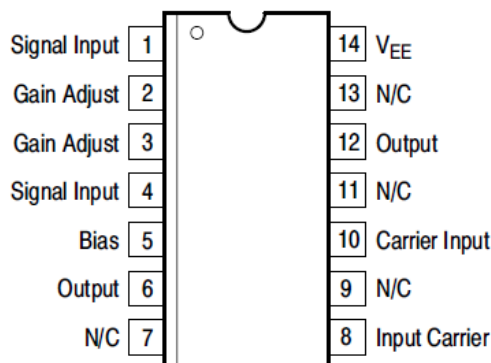 Signal Input 1
Gain Adjust 2
Gain Adjust 3
Signal Input 4
Bias 5
Output 6
N/C 7
14 VEE
13 N/C
12 Output
11 N/C
10 Carrier Input
9 N/C
8 Input Carrier